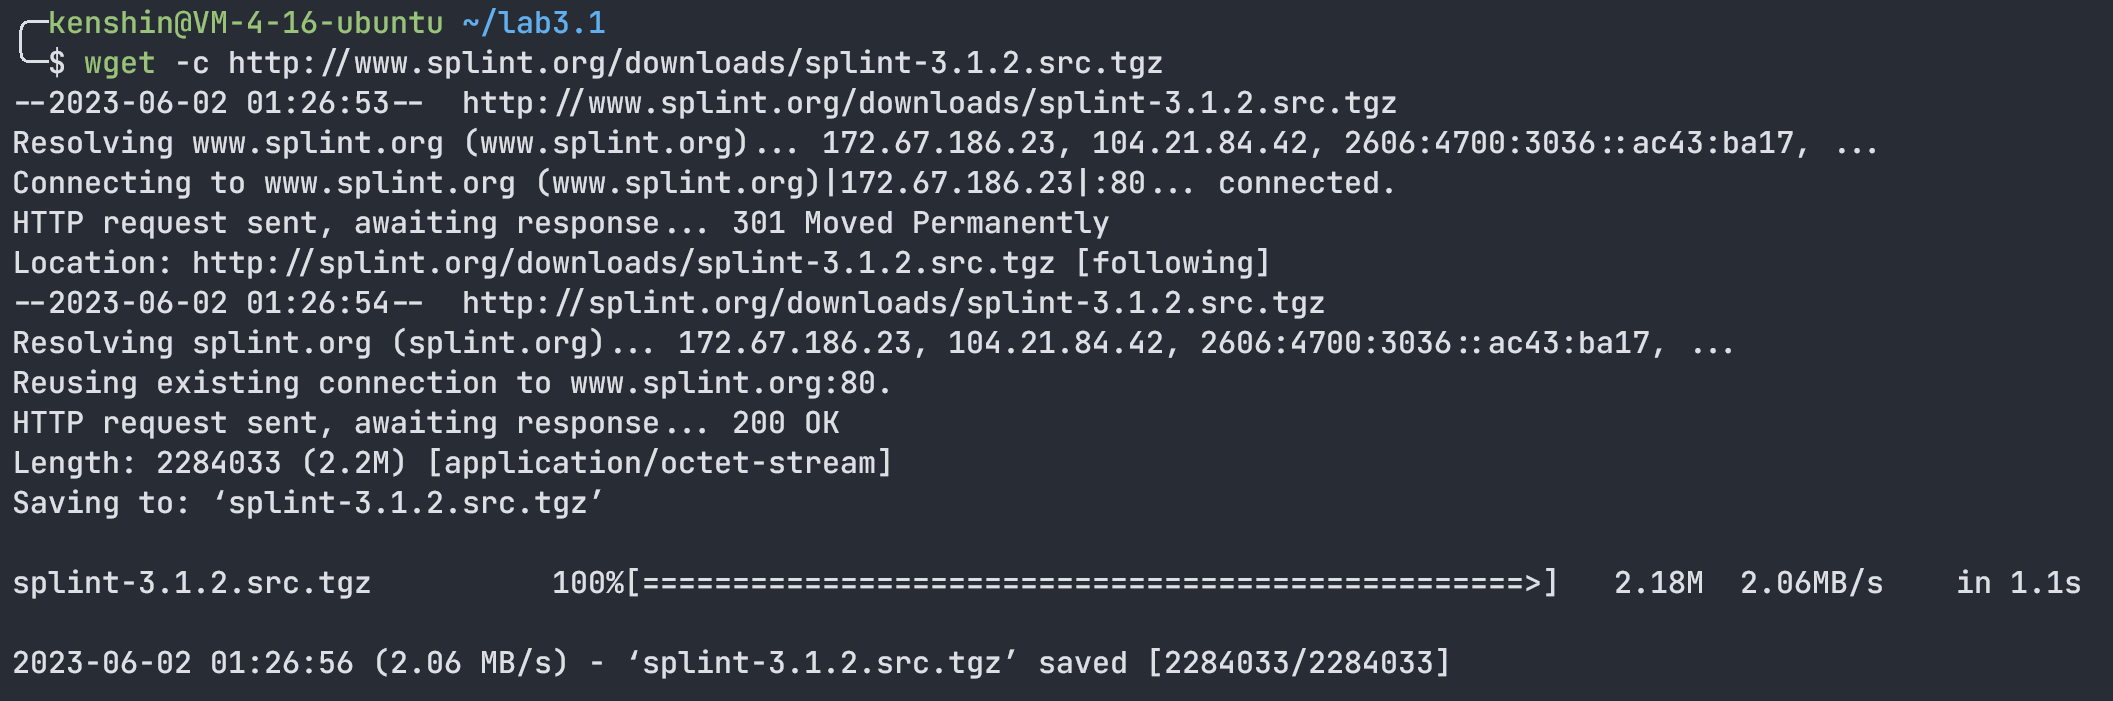 kenshin@VM-4-16-ubuntu ~/lab3.1
$ wget -c http://www.splint.org/downloads/splint-3.1.2.src.tgz
--2023-06-02 01:26:53--  http://www.splint.org/downloads/splint-3.1.2.src.tgz
Resolving www.splint.org (www.splint.org)... 172.67.186.23, 104.21.84.42, 2606:4700:3036::ac43:ba17, ...
Connecting to www.splint.org (www.splint.org)|172.67.186.23|:80... connected.
HTTP request sent, awaiting response... 301 Moved Permanently
Location: http://splint.org/downloads/splint-3.1.2.src.tgz [following]
--2023-06-02 01:26:54--  http://splint.org/downloads/splint-3.1.2.src.tgz
Resolving splint.org (splint.org)... 172.67.186.23, 104.21.84.42, 2606:4700:3036::ac43:ba17, ...
Reusing existing connection to www.splint.org:80.
HTTP request sent, awaiting response... 200 OK
Length: 2284033 (2.2M) [application/octet-stream]
Saving to: ‘splint-3.1.2.src.tgz’
splint-3.1.2.src.tgz          100%[=================================================>]   2.18M  2.06MB/s    in 1.1s
2023-06-02 01:26:56 (2.06 MB/s) - ‘splint-3.1.2.src.tgz’ saved [2284033/2284033]